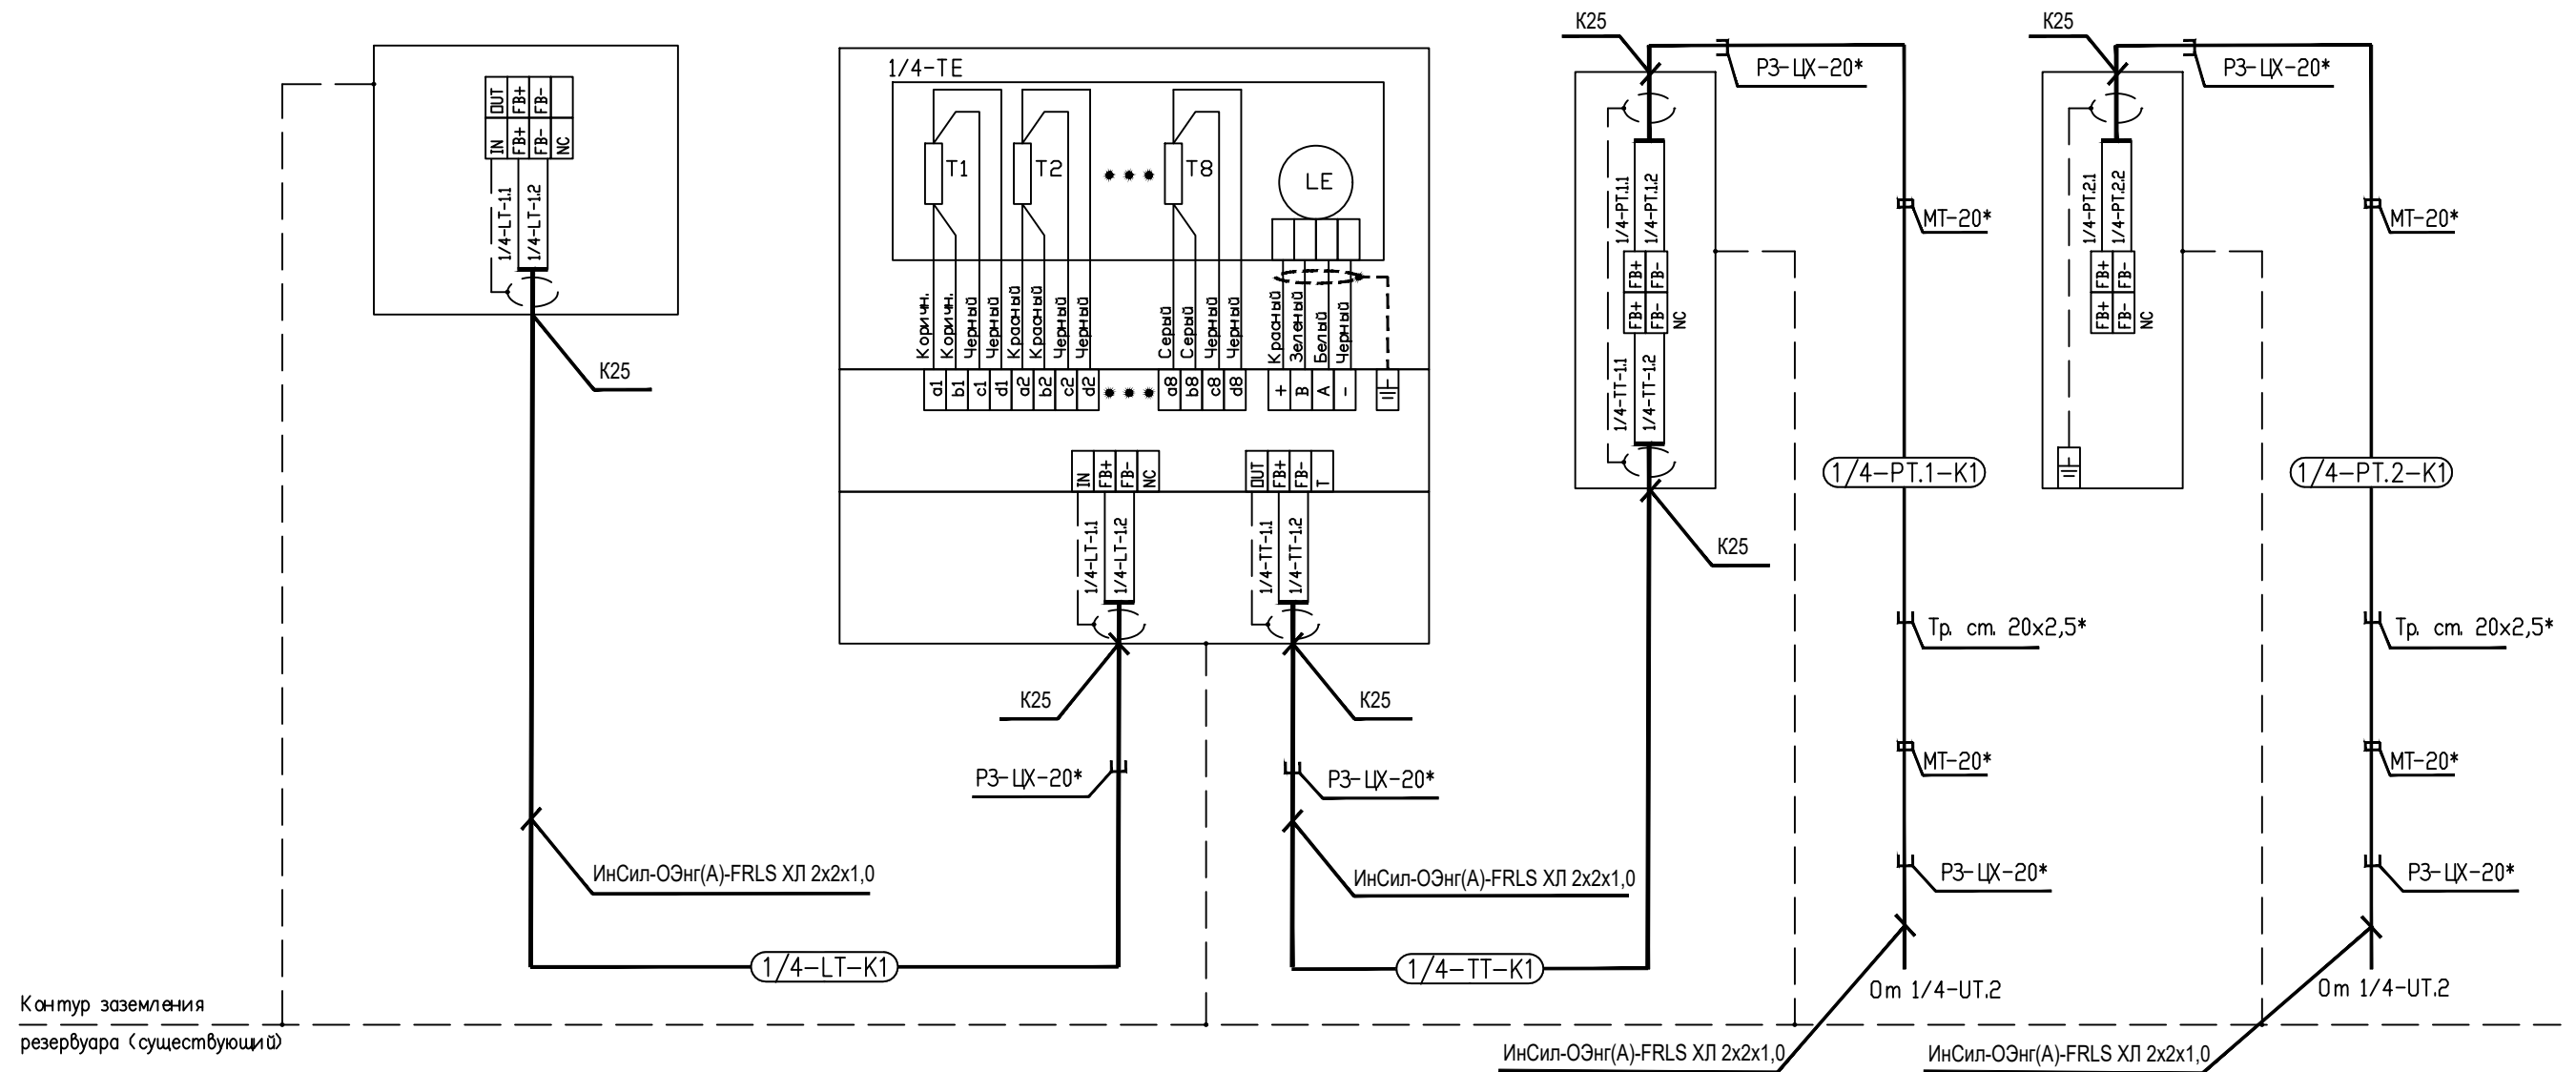 OUT
FB+
FB-
IN
FB+
FB-
NC
1/4-LT-1.1
1/4-LT-1.2
К25
ИнСил-ОЭнг(А)-FRLS ХЛ 2х2х1,0
1/4-LT-K1
1/4-TE
T1
T2
T8
LE
Коричн.
Коричн.
Черный
Черный
Красный
Красный
Черный
Черный
Серый
Серый
Черный
Черный
Красный
Зеленый
Белый
Черный
a1
b1
c1
d1
a2
b2
c2
d2
a8
b8
c8
d8
+
B
A
-
IN
FB+
FB-
NC
OUT
FB+
FB-
T
1/4-LT-1.1
1/4-LT-1.2
1/4-TT-1.1
1/4-TT-1.2
К25
К25
РЗ-ЦХ-20*
РЗ-ЦХ-20*
ИнСил-ОЭнг(А)-FRLS ХЛ 2х2х1,0
1/4-TT-K1
К25
РЗ-ЦХ-20*
1/4-PT.1.1
1/4-PT.1.2
FB+
FB-
FB+
FB-
NC
1/4-TT-1.1
1/4-TT-1.2
К25
МТ-20*
1/4-PT.1-K1
Тр. ст. 20х2,5*
МТ-20*
РЗ-ЦХ-20*
От 1/4-UT.2
ИнСил-ОЭнг(А)-FRLS ХЛ 2х2х1,0
К25
РЗ-ЦХ-20*
1/4-PT.2.1
1/4-PT.2.2
FB+
FB-
FB+
FB-
NC
МТ-20*
1/4-PT.2-K1
Тр. ст. 20х2,5*
МТ-20*
РЗ-ЦХ-20*
От 1/4-UT.2
ИнСил-ОЭнг(А)-FRLS ХЛ 2х2х1,0
Контур заземления
резервуара (существующий)